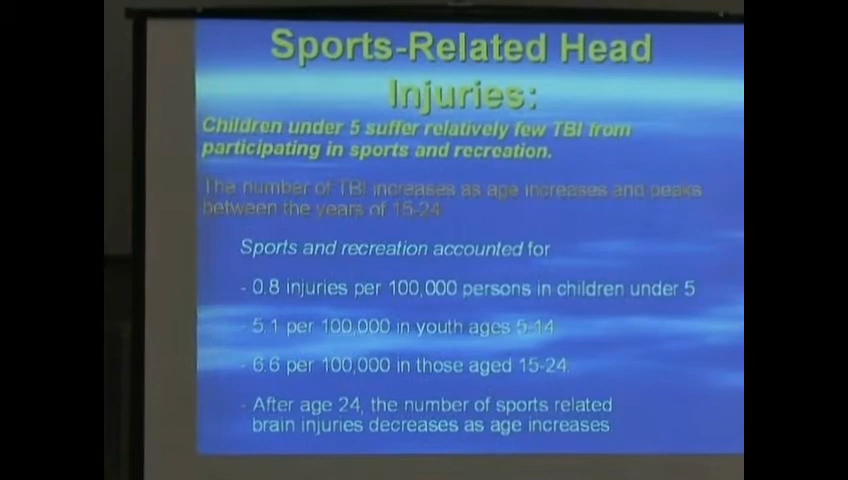 Sports-Related Head
Injuries:
Children under 5 suffer relatively few TBI from
participating in sports and recreation.
The number of TBI increases as age increases and peaks
between the years of 15-24
Sports and recreation accounted for
- 0.8 injuries per 100,000 persons in children under 5
- 5.1 per 100,000 in youth ages 5-14
- 6.6 per 100,000 in those aged 15-24.
- After age 24, the number of sports related
brain injuries decreases as age increases